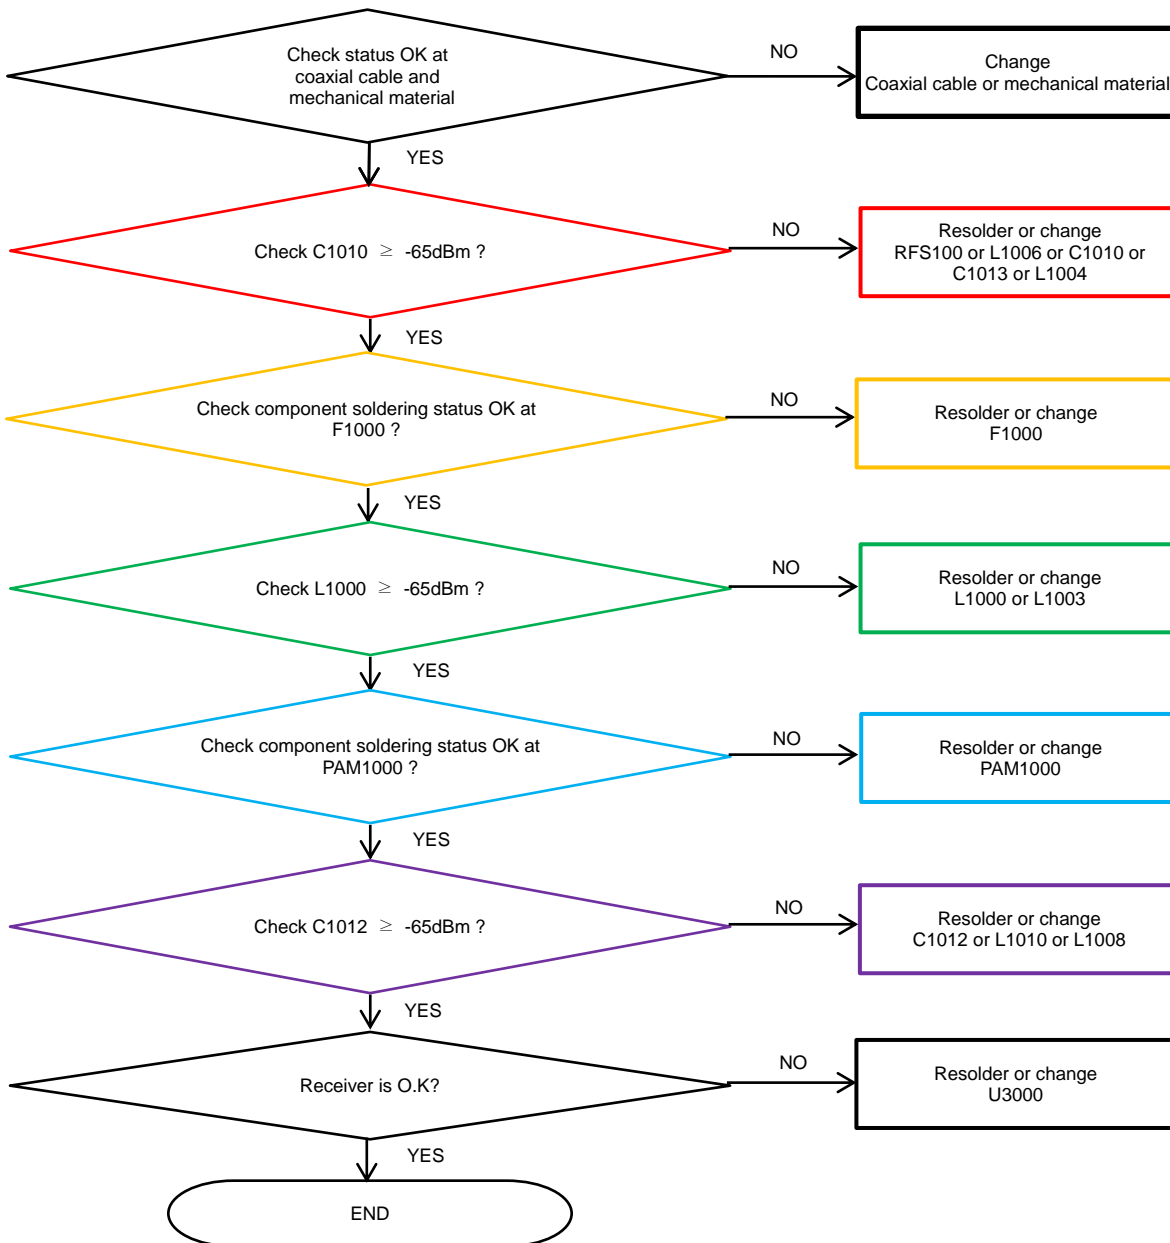 Check status OK at
coaxial cable and
mechanical material
NO
Change
Coaxial cable or mechanical material
YES
Check C1010 ≥ -65dBm ?
NO
Resolder or change
RFS100 or L1006 or C1010 or
C1013 or L1004
YES
Check component soldering status OK at
F1000 ?
NO
Resolder or change
F1000
YES
Check L1000 ≥ -65dBm ?
NO
Resolder or change
L1000 or L1003
YES
Check component soldering status OK at
PAM1000 ?
NO
Resolder or change
PAM1000
YES
Check C1012 ≥ -65dBm ?
NO
Resolder or change
C1012 or L1010 or L1008
YES
Receiver is O.K?
NO
Resolder or change
U3000
YES
END